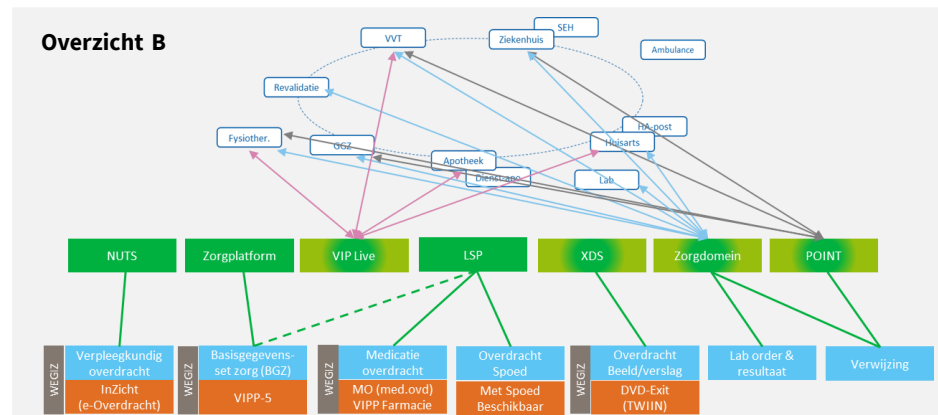 Overzicht B
SEH
VVT
Ziekenhuis
Ambulance
Revalidatie
HA-post
Fysiother.
GGZ
Huisarts
Apotheek
Dienstapo
Lab
NUTS
Zorgplatform
VIP Live
LSP
XDS
Zorgdomein
POINT
WEGIZ
Verpleegkundig
overdracht
InZicht
(e-Overdracht)
WEGIZ
Basisgegevens-
set zorg (BGZ)
VIPP-5
WEGIZ
Medicatie
overdracht
MO (med.ovd)
VIPP Farmacie
Overdracht
Spoed
Met Spoed
Beschikbaar
WEGIZ
Overdracht
Beeld/verslag
DVD-Exit
(TWIIN)
Lab order &
resultaat
Verwijzing